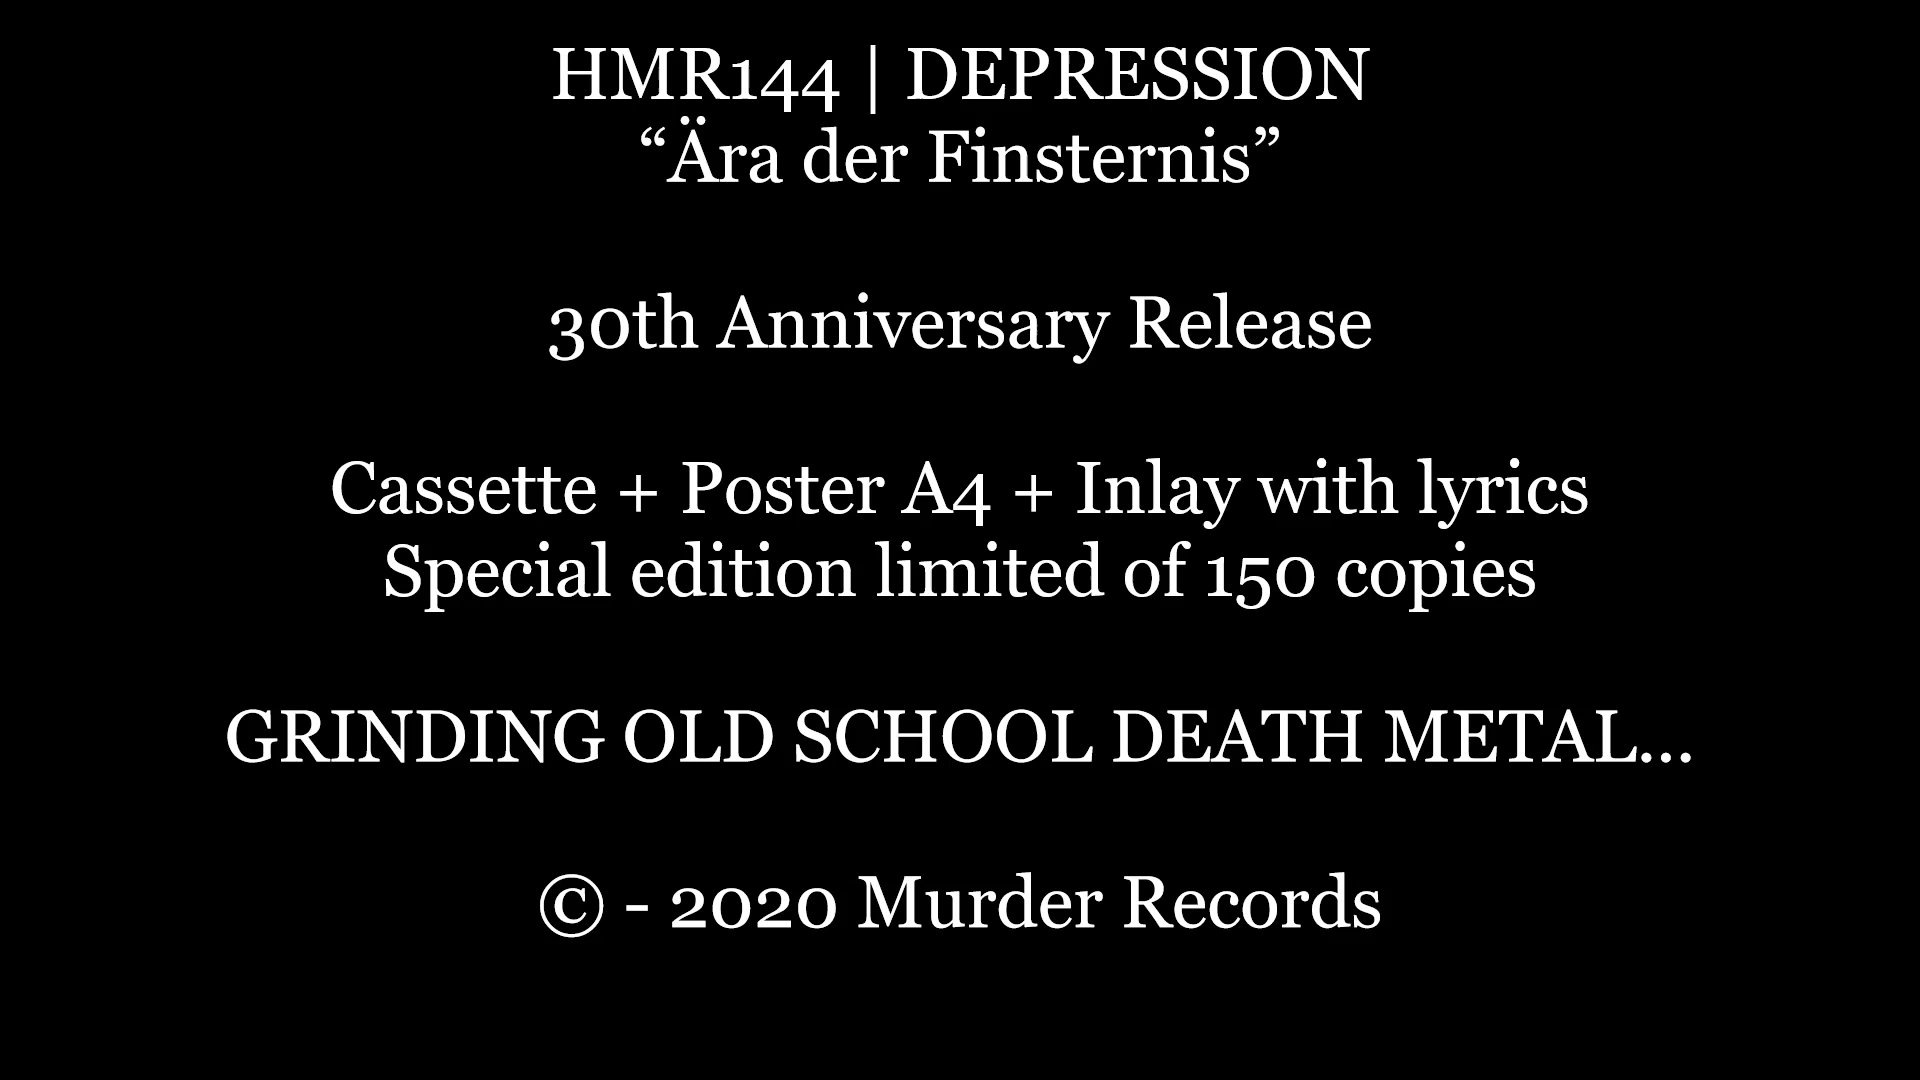 HMR144 | DEPRESSION
“Ära der Finsternis”
30th Anniversary Release
Cassette + Poster A4 + Inlay with lyrics
Special edition limited of 150 copies
GRINDING OLD SCHOOL DEATH METAL...
© - 2020 Murder Records